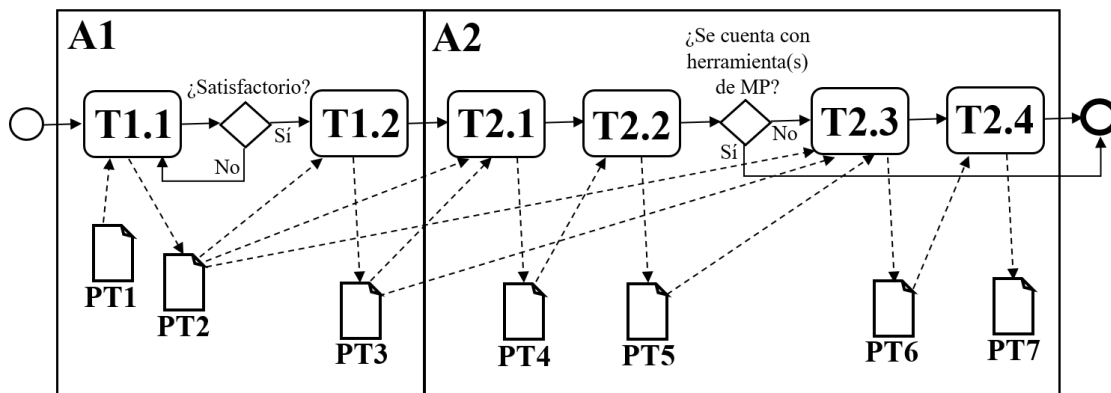 A1
A2
¿Satisfactorio?
¿Se cuenta con
herramienta(s)
de MP?
T1.1
Sí
No
T1.2
T2.1
T2.2
No
Sí
T2.3
T2.4
PT1
PT2
PT3
PT4
PT5
PT6
PT7